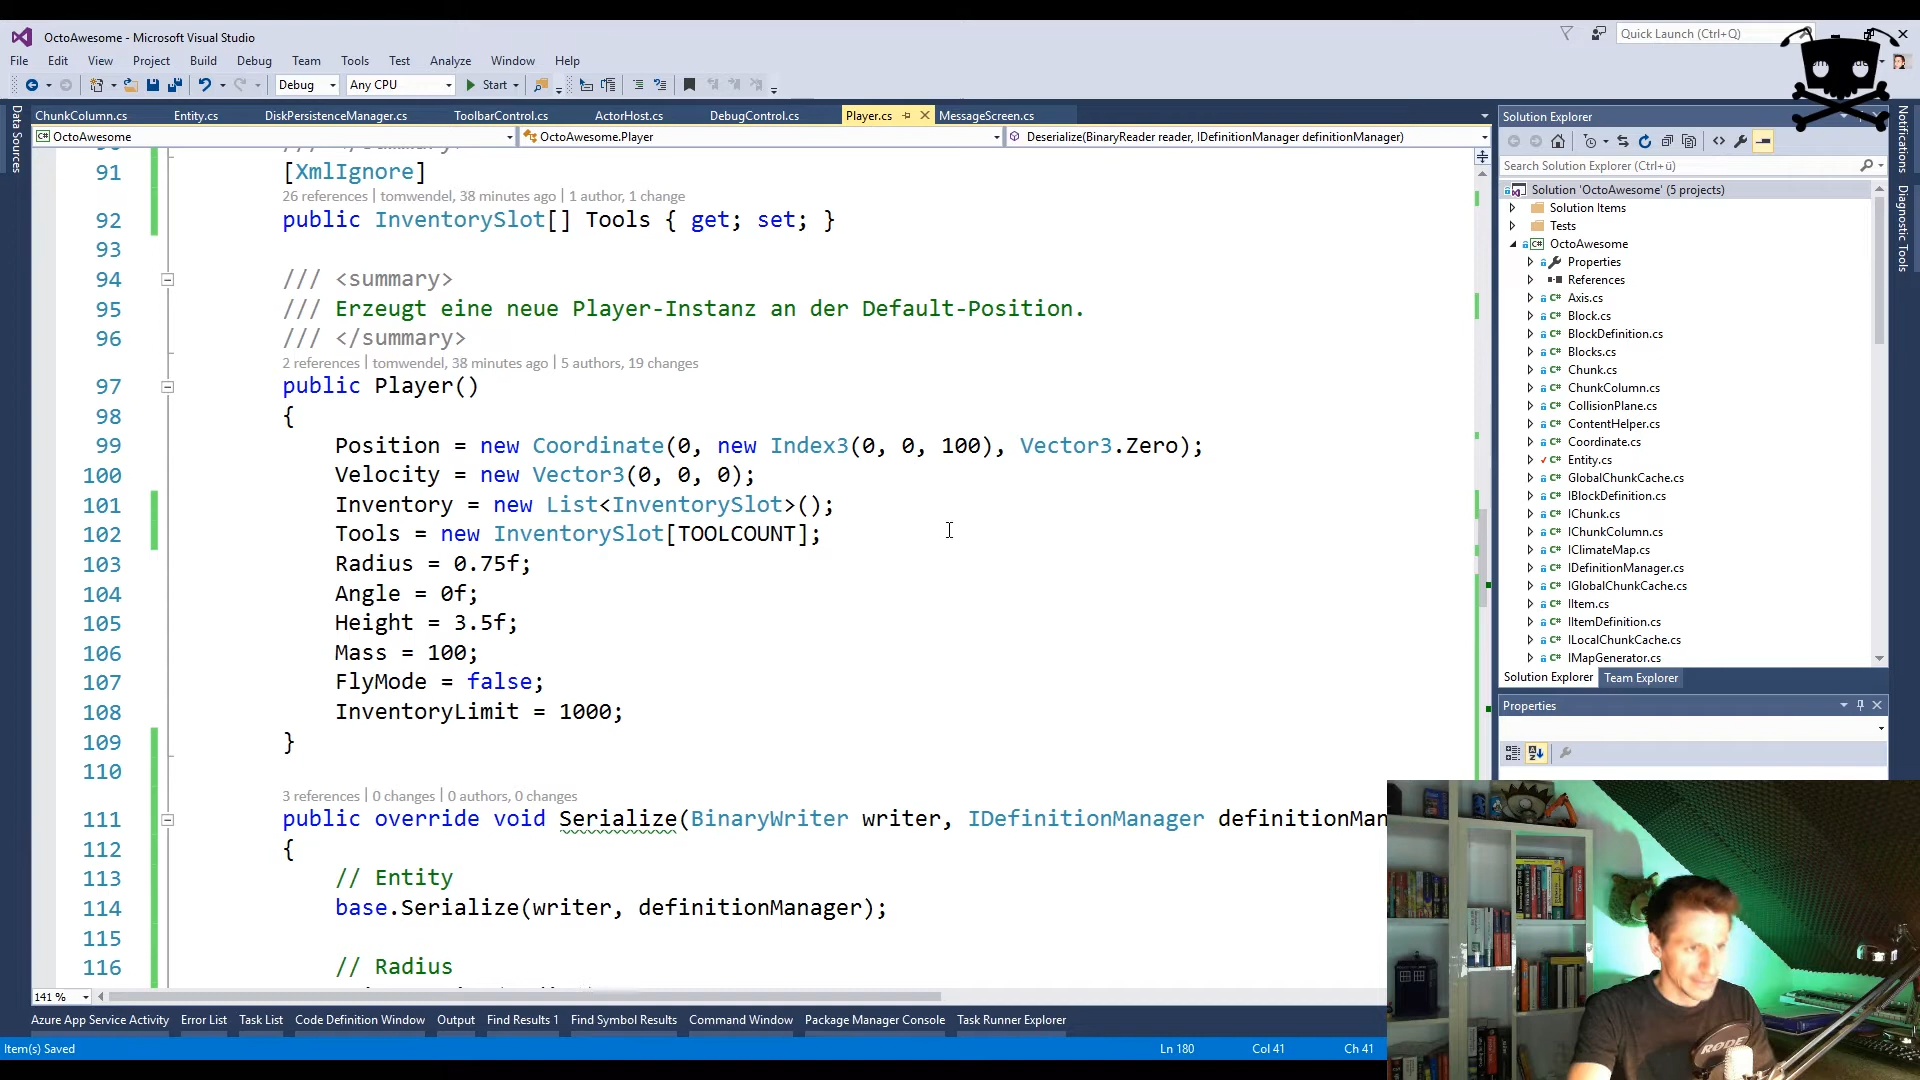 OctoAwesome - Microsoft Visual Studio
Quick Launch (Ctrl+Q)
File Edit View Project Build Debug Team Tools Test Analyze Window Help
Debug Any CPU Start
ChunkColumn.cs Entity.cs DiskPersistenceManager.cs ToolbarControl.cs ActorHost.cs DebugControl.cs Player.cs MessageScreen.cs
OctoAwesome OctoAwesome.Player Deserialize(BinaryReader reader, IDefinitionManager definitionManager)
Data Sources
91 [XmlIgnore]
26 references | tomwendel, 38 minutes ago | 1 author, 1 change
92 public InventorySlot[] Tools { get; set; }
93
94 /// <summary>
95 /// Erzeugt eine neue Player-Instanz an der Default-Position.
96 /// </summary>
2 references | tomwendel, 38 minutes ago | 5 authors, 19 changes
97 public Player()
98 {
99 Position = new Coordinate(0, new Index3(0, 0, 100), Vector3.Zero);
100 Velocity = new Vector3(0, 0, 0);
101 Inventory = new List<InventorySlot>();
102 Tools = new InventorySlot[TOOLCOUNT];
103 Radius = 0.75f;
104 Angle = 0f;
105 Height = 3.5f;
106 Mass = 100;
107 FlyMode = false;
108 InventoryLimit = 1000;
109 }
110
3 references | 0 changes | 0 authors, 0 changes
111 public override void Serialize(BinaryWriter writer, IDefinitionManager definitionMan
112 {
113 // Entity
114 base.Serialize(writer, definitionManager);
115
116 // Radius
141 %
Azure App Service Activity Error List Task List Code Definition Window Output Find Results 1 Find Symbol Results Command Window Package Manager Console Task Runner Explorer
Item(s) Saved Ln 180 Col 41 Ch 41
Solution Explorer
Search Solution Explorer (Ctrl+ü)
Solution 'OctoAwesome' (5 projects)
Solution Items
Tests
OctoAwesome
Properties
References
Axis.cs
Block.cs
BlockDefinition.cs
Blocks.cs
Chunk.cs
ChunkColumn.cs
CollisionPlane.cs
ContentHelper.cs
Coordinate.cs
Entity.cs
GlobalChunkCache.cs
IBlockDefinition.cs
IChunk.cs
IChunkColumn.cs
IClimateMap.cs
IDefinitionManager.cs
IGlobalChunkCache.cs
IItem.cs
IItemDefinition.cs
ILocalChunkCache.cs
IMapGenerator.cs
Solution Explorer Team Explorer
Properties
Notifications
Diagnostic Tools
RODE